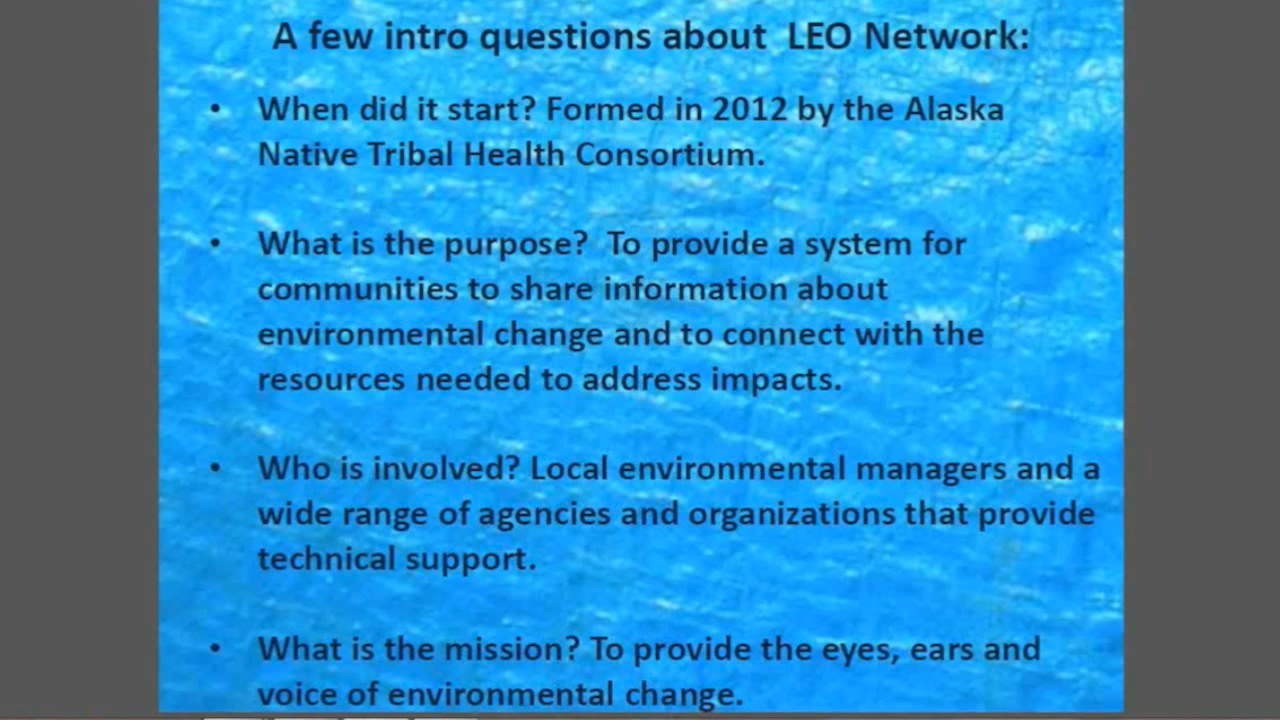 A few intro questions about LEO Network:
• When did it start? Formed in 2012 by the Alaska
Native Tribal Health Consortium.
• What is the purpose? To provide a system for
communities to share information about
environmental change and to connect with the
resources needed to address impacts.
• Who is involved? Local environmental managers and a
wide range of agencies and organizations that provide
technical support.
• What is the mission? To provide the eyes, ears and
voice of environmental change.